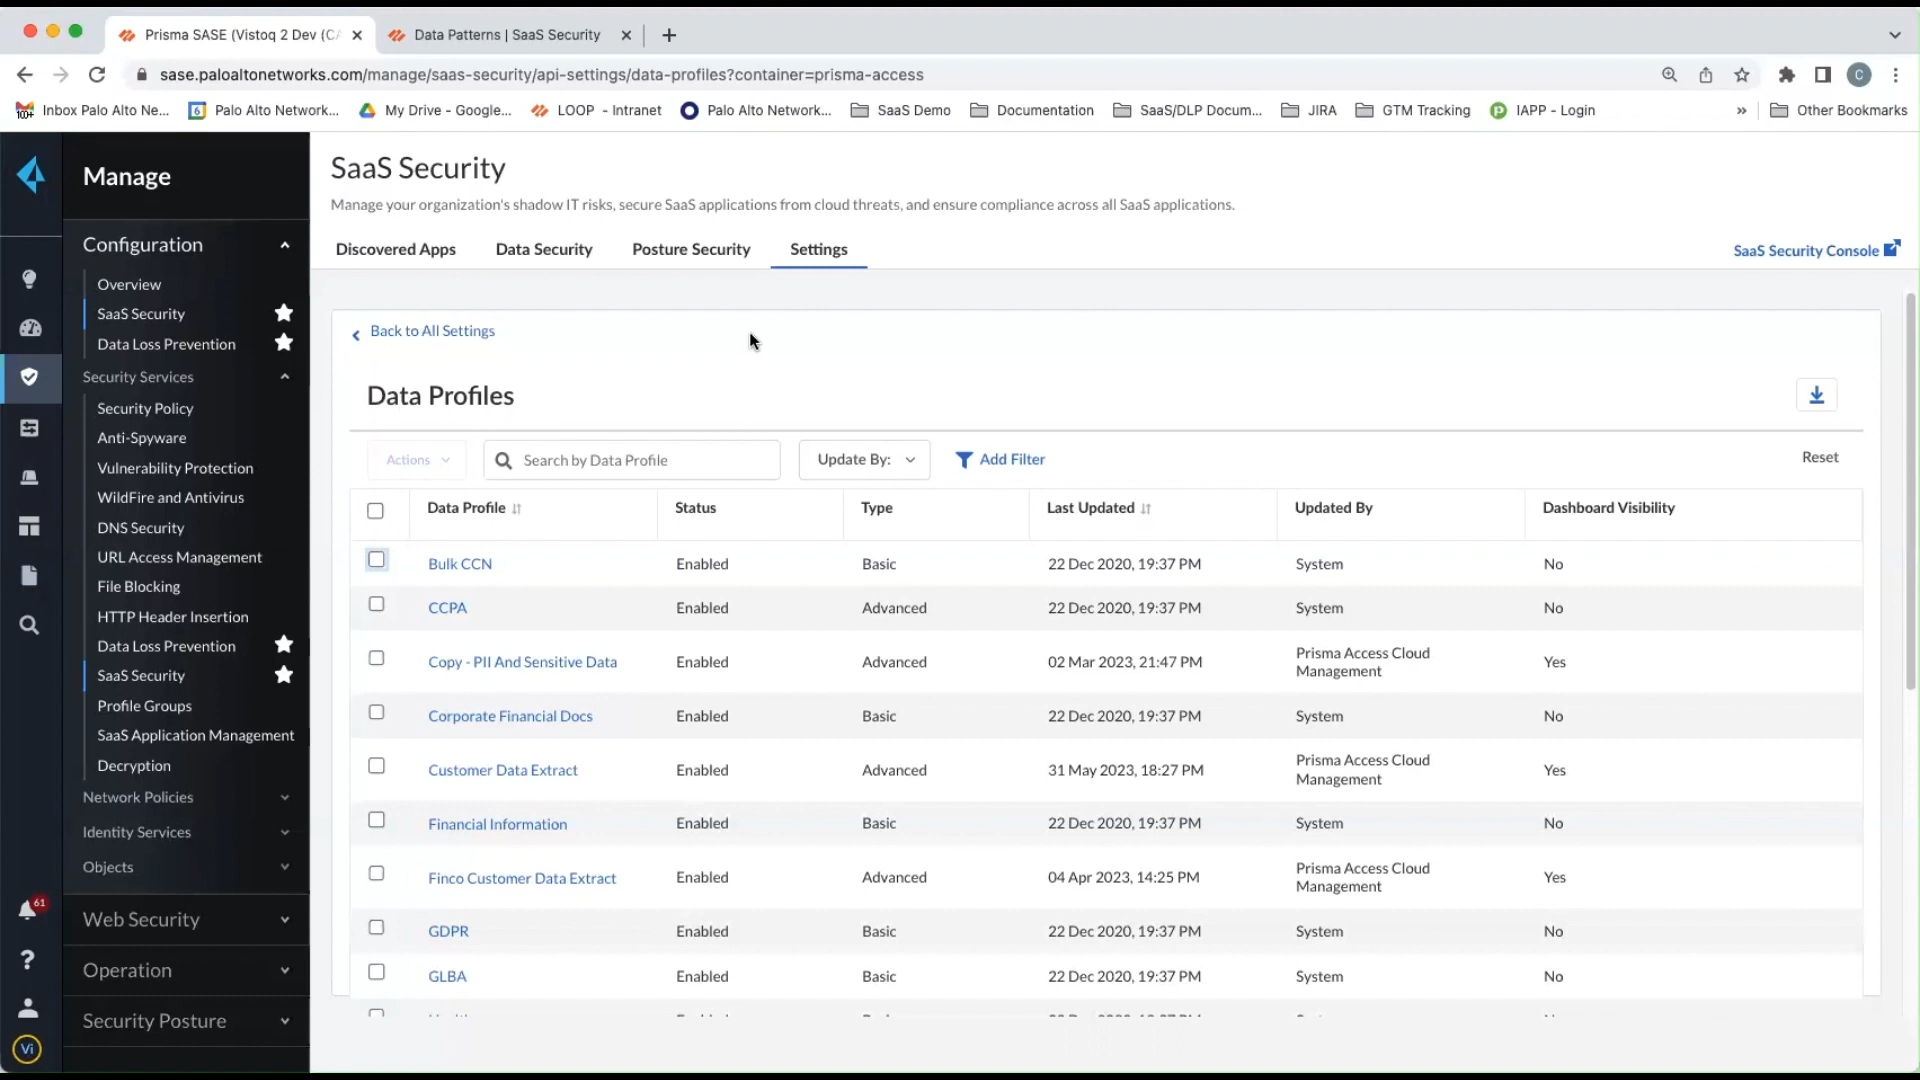 Prisma SASE (Vistoq 2 Dev (CA
Data Patterns | SaaS Security
sase.paloaltonetworks.com/manage/saas-security/api-settings/data-profiles?container=prisma-access
C
100+
Inbox Palo Alto Ne...
6
Palo Alto Network...
My Drive - Google...
LOOP - Intranet
Palo Alto Network...
SaaS Demo
Documentation
SaaS/DLP Docum...
JIRA
GTM Tracking
IAPP - Login
»
Other Bookmarks
Manage
Configuration
Overview
SaaS Security
Data Loss Prevention
Security Services
Security Policy
Anti-Spyware
Vulnerability Protection
WildFire and Antivirus
DNS Security
URL Access Management
File Blocking
HTTP Header Insertion
Data Loss Prevention
SaaS Security
Profile Groups
SaaS Application Management
Decryption
Network Policies
Identity Services
Objects
Web Security
Operation
Security Posture
61
?
Vi
SaaS Security
Manage your organization's shadow IT risks, secure SaaS applications from cloud threats, and ensure compliance across all SaaS applications.
Discovered Apps Data Security Posture Security Settings
SaaS Security Console
Back to All Settings
Data Profiles
Actions Search by Data Profile Update By: Add Filter Reset
Data Profile Status Type Last Updated Updated By Dashboard Visibility
Bulk CCN Enabled Basic 22 Dec 2020, 19:37 PM System No
CCPA Enabled Advanced 22 Dec 2020, 19:37 PM System No
Copy - PII And Sensitive Data Enabled Advanced 02 Mar 2023, 21:47 PM Prisma Access Cloud Management Yes
Corporate Financial Docs Enabled Basic 22 Dec 2020, 19:37 PM System No
Customer Data Extract Enabled Advanced 31 May 2023, 18:27 PM Prisma Access Cloud Management Yes
Financial Information Enabled Basic 22 Dec 2020, 19:37 PM System No
Finco Customer Data Extract Enabled Advanced 04 Apr 2023, 14:25 PM Prisma Access Cloud Management Yes
GDPR Enabled Basic 22 Dec 2020, 19:37 PM System No
GLBA Enabled Basic 22 Dec 2020, 19:37 PM System No